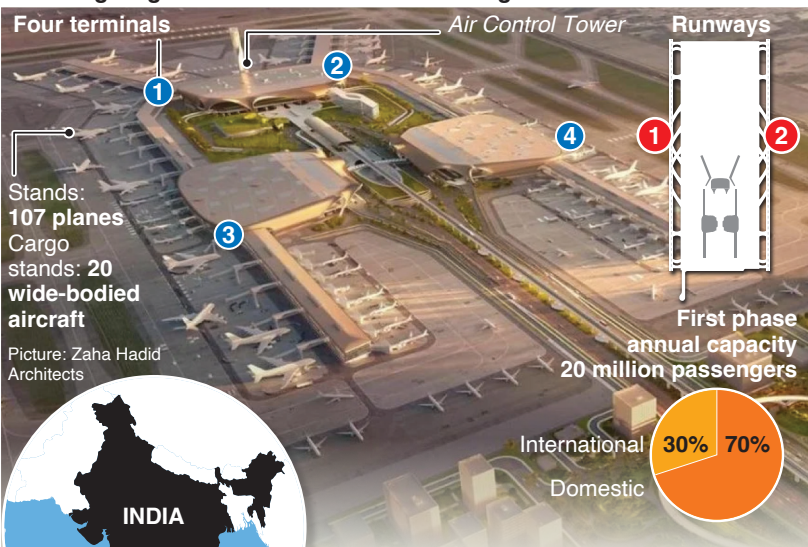 Four terminals
Air Control Tower
Runways
1
2
3
4
1
2
Stands:
107 planes
Cargo
stands: 20
wide-bodied
aircraft
Picture: Zaha Hadid
Architects
First phase
annual capacity
20 million passengers
International
30%
70%
Domestic
INDIA